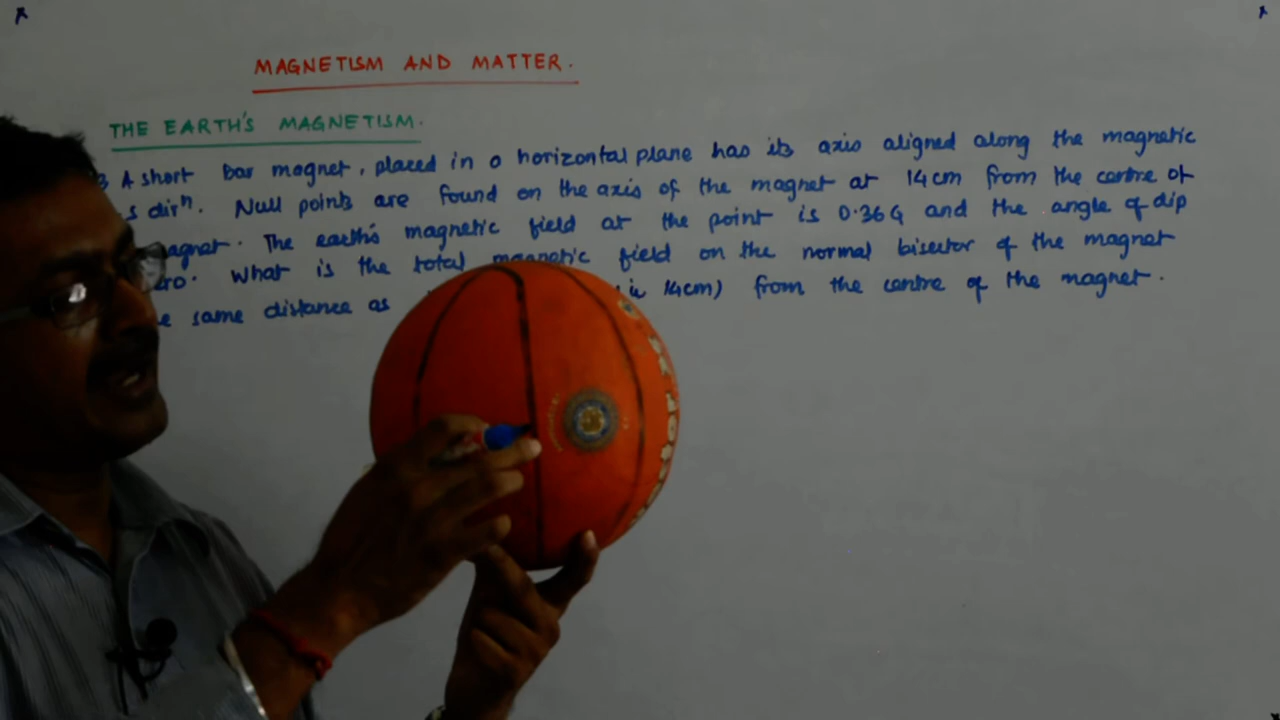 MAGNETISM AND MATTER.
THE EARTH'S MAGNETISM.
A short bar magnet, placed in a horizontal plane has its axis aligned along the magnetic
s dirⁿ. Null points are found on the axis of the magnet at 14cm from the centre of
agnet. The earth's magnetic field at the point is 0.36G and the angle of dip
ero. What is the total magnetic field on the normal bisector of the magnet
e same distance as 14cm) from the centre of the magnet.